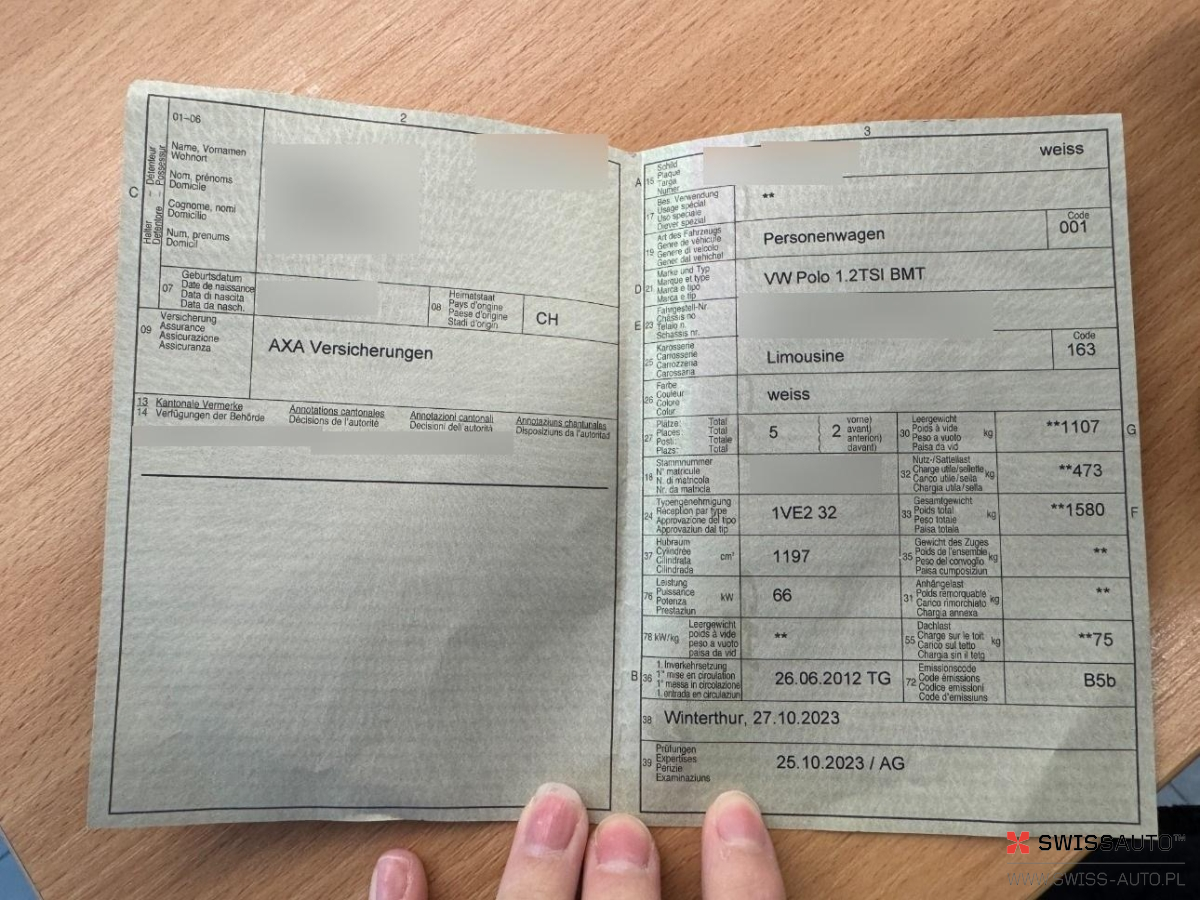 2
01-06
C
Halter - Détenteur
Detentore - Possessur
Name, Vornamen
Wohnort
Nom, prénoms
Domicile
Cognome, nomi
Domicilio
Num, prenums
Domicil
07
Geburtsdatum
Date de naissance
Data di nascita
Data da nasch.
08
Heimatstaat
Pays d'origine
Paese d'origine
Stadi d'origin
CH
09
Versicherung
Assurance
Assicurazione
Assicuranza
AXA Versicherungen
13 Kantonale Vermerke Annotations cantonales Annotazioni cantonali Annotaziuns chantunalas
14 Verfügungen der Behörde Décisions de l'autorité Decisioni dell'autorità Disposiziuns da l'autoritad
3
A 15
Schild
Plaque
Targa
Numer
weiss
17
Bes. Verwendung
Usage spécial
Uso speciale
Diever spezial
**
19
Art des Fahrzeugs
Genre de véhicule
Genere di veicolo
Gener dal vehichel
Personenwagen
Code
001
D 21
Marke und Typ
Marque et type
Marca e tipo
Marca e tip
VW Polo 1.2TSI BMT
E 23
Fahrgestell-Nr
Châssis no
Telaio n.
Schassis nr.
25
Karosserie
Carrosserie
Carrozzeria
Carossaria
Limousine
Code
163
26
Farbe
Couleur
Colore
Colur
weiss
27
Plätze: Total
Places: Total
Posti: Totale
Plazs: Total
5
2
vorne)
avant)
anteriori)
davant)
30
Leergewicht
Poids à vide
Peso a vuoto
Paisa da vid
kg
**1107
G
18
Stammnummer
N° matricule
N. di matricola
Nr. da matricla
32
Nutz-/Sattellast
Charge utile/sellette
Carico utile/sella
Chargia utila/sella
kg
**473
24
Typengenehmigung
Réception par type
Approvazione del tipo
Approvaziun dal tip
1VE2 32
33
Gesamtgewicht
Poids total
Peso totale
Paisa totala
kg
**1580
F
37
Hubraum
Cylindrée
Cilindrata
Cilindrada
cm³
1197
35
Gewicht des Zuges
Poids de l'ensemble
Peso del convoglio
Paisa cumposiziun
kg
**
76
Leistung
Puissance
Potenza
Prestaziun
kW
66
31
Anhängelast
Poids remorquable
Carico rimorchiato
Chargia annexa
kg
**
78 kW/kg
Leergewicht
poids à vide
peso a vuoto
paisa da vid
**
55
Dachlast
Charge sur le toit
Carico sul tetto
Chargia sin il tetg
kg
**75
B 36
1. Inverkehrsetzung
1re mise en circulation
1a messa in circolazione
1. entrada en circulaziun
26.06.2012 TG
72
Emissionscode
Code émissions
Codice emissioni
Code d'emissiuns
B5b
38 Winterthur, 27.10.2023
39
Prüfungen
Expertises
Perizie
Examinaziuns
25.10.2023 / AG
SWISSAUTO™
WWW.SWISS-AUTO.PL